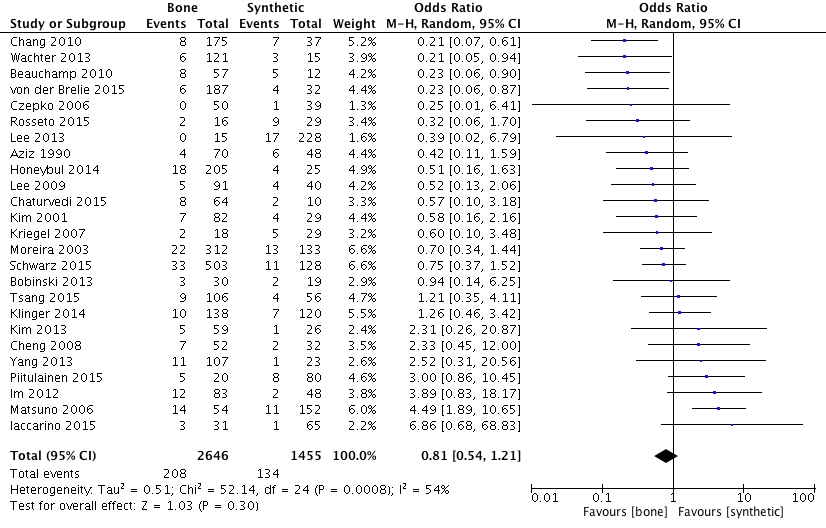 Bone Synthetic Odds Ratio Odds Ratio
Study or Subgroup Events Total Events Total Weight M-H, Random, 95% CI M-H, Random, 95% CI
Chang 2010 8 175 7 37 5.2% 0.21 [0.07, 0.61]
Wachter 2013 6 121 3 15 3.9% 0.21 [0.05, 0.94]
Beauchamp 2010 8 57 5 12 4.2% 0.23 [0.06, 0.90]
von der Brelie 2015 6 187 4 32 4.4% 0.23 [0.06, 0.87]
Czepko 2006 0 50 1 39 1.3% 0.25 [0.01, 6.41]
Rosseto 2015 2 16 9 29 3.4% 0.32 [0.06, 1.70]
Lee 2013 0 15 17 228 1.6% 0.39 [0.02, 6.79]
Aziz 1990 4 70 6 48 4.4% 0.42 [0.11, 1.59]
Honeybul 2014 18 205 4 25 4.9% 0.51 [0.16, 1.63]
Lee 2009 5 91 4 40 4.2% 0.52 [0.13, 2.06]
Chaturvedi 2015 8 64 2 10 3.3% 0.57 [0.10, 3.18]
Kim 2001 7 82 4 29 4.4% 0.58 [0.16, 2.16]
Kriegel 2007 2 18 5 29 3.2% 0.60 [0.10, 3.48]
Moreira 2003 22 312 13 133 6.6% 0.70 [0.34, 1.44]
Schwarz 2015 33 503 11 128 6.6% 0.75 [0.37, 1.52]
Bobinski 2013 3 30 2 19 2.9% 0.94 [0.14, 6.25]
Tsang 2015 9 106 4 56 4.7% 1.21 [0.35, 4.11]
Klinger 2014 10 138 7 120 5.5% 1.26 [0.46, 3.42]
Kim 2013 5 59 1 26 2.4% 2.31 [0.26, 20.87]
Cheng 2008 7 52 2 32 3.5% 2.33 [0.45, 12.00]
Yang 2013 11 107 1 23 2.5% 2.52 [0.31, 20.56]
Piitulainen 2015 5 20 8 80 4.6% 3.00 [0.86, 10.45]
Im 2012 12 83 2 48 3.8% 3.89 [0.83, 18.17]
Matsuno 2006 14 54 11 152 6.1% 4.49 [1.89, 10.65]
Iaccarino 2015 3 31 1 65 2.2% 6.86 [0.68, 68.83]
Total (95% CI) 2646 1455 100.0% 0.81 [0.54, 1.21]
Total events 208 134
Heterogeneity: Tau² = 0.51; Chi² = 52.14, df = 24 (P = 0.0008); I² = 54%
Test for overall effect: Z = 1.03 (P = 0.30)
0.01 0.1 1 10 100
Favours [bone] Favours [synthetic]